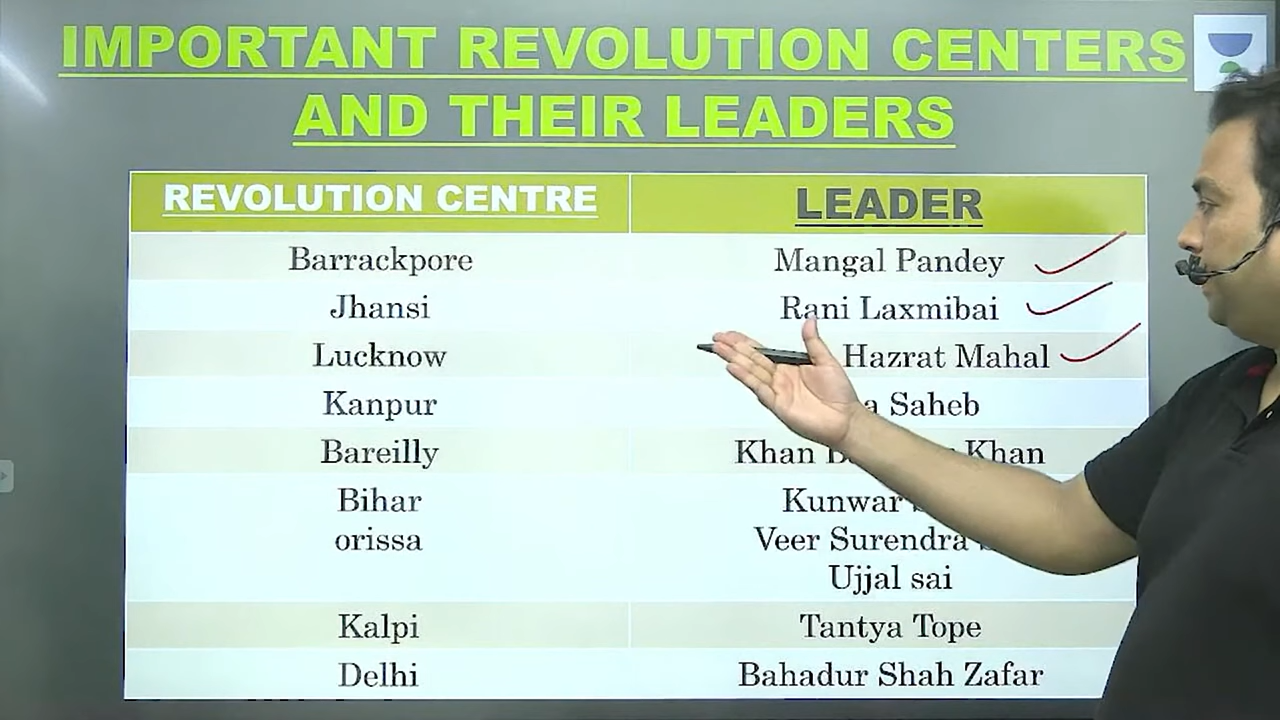 IMPORTANT REVOLUTION CENTERS
AND THEIR LEADERS
REVOLUTION CENTRE LEADER
Barrackpore Mangal Pandey
Jhansi Rani Laxmibai
Lucknow Hazrat Mahal
Kanpur Saheb
Bareilly Khan Khan
Bihar Kunwar
orissa Veer Surendra
Ujjal sai
Kalpi Tantya Tope
Delhi Bahadur Shah Zafar